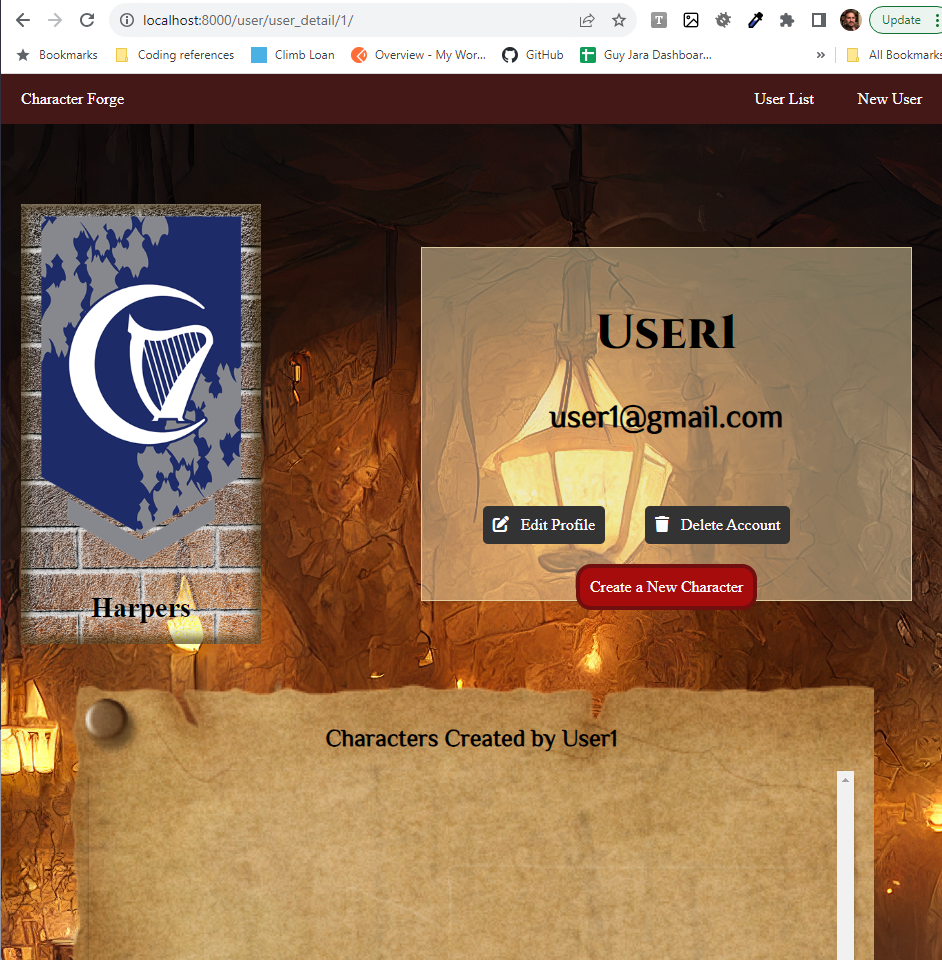 localhost:8000/user/user_detail/1/
Update
Bookmarks
Coding references
Climb Loan
Overview - My Wor...
GitHub
Guy Jara Dashboar...
»
All Bookmarks
Character Forge
User List
New User
User1
user1@gmail.com
Edit Profile
Delete Account
Create a New Character
Harpers
Characters Created by User1